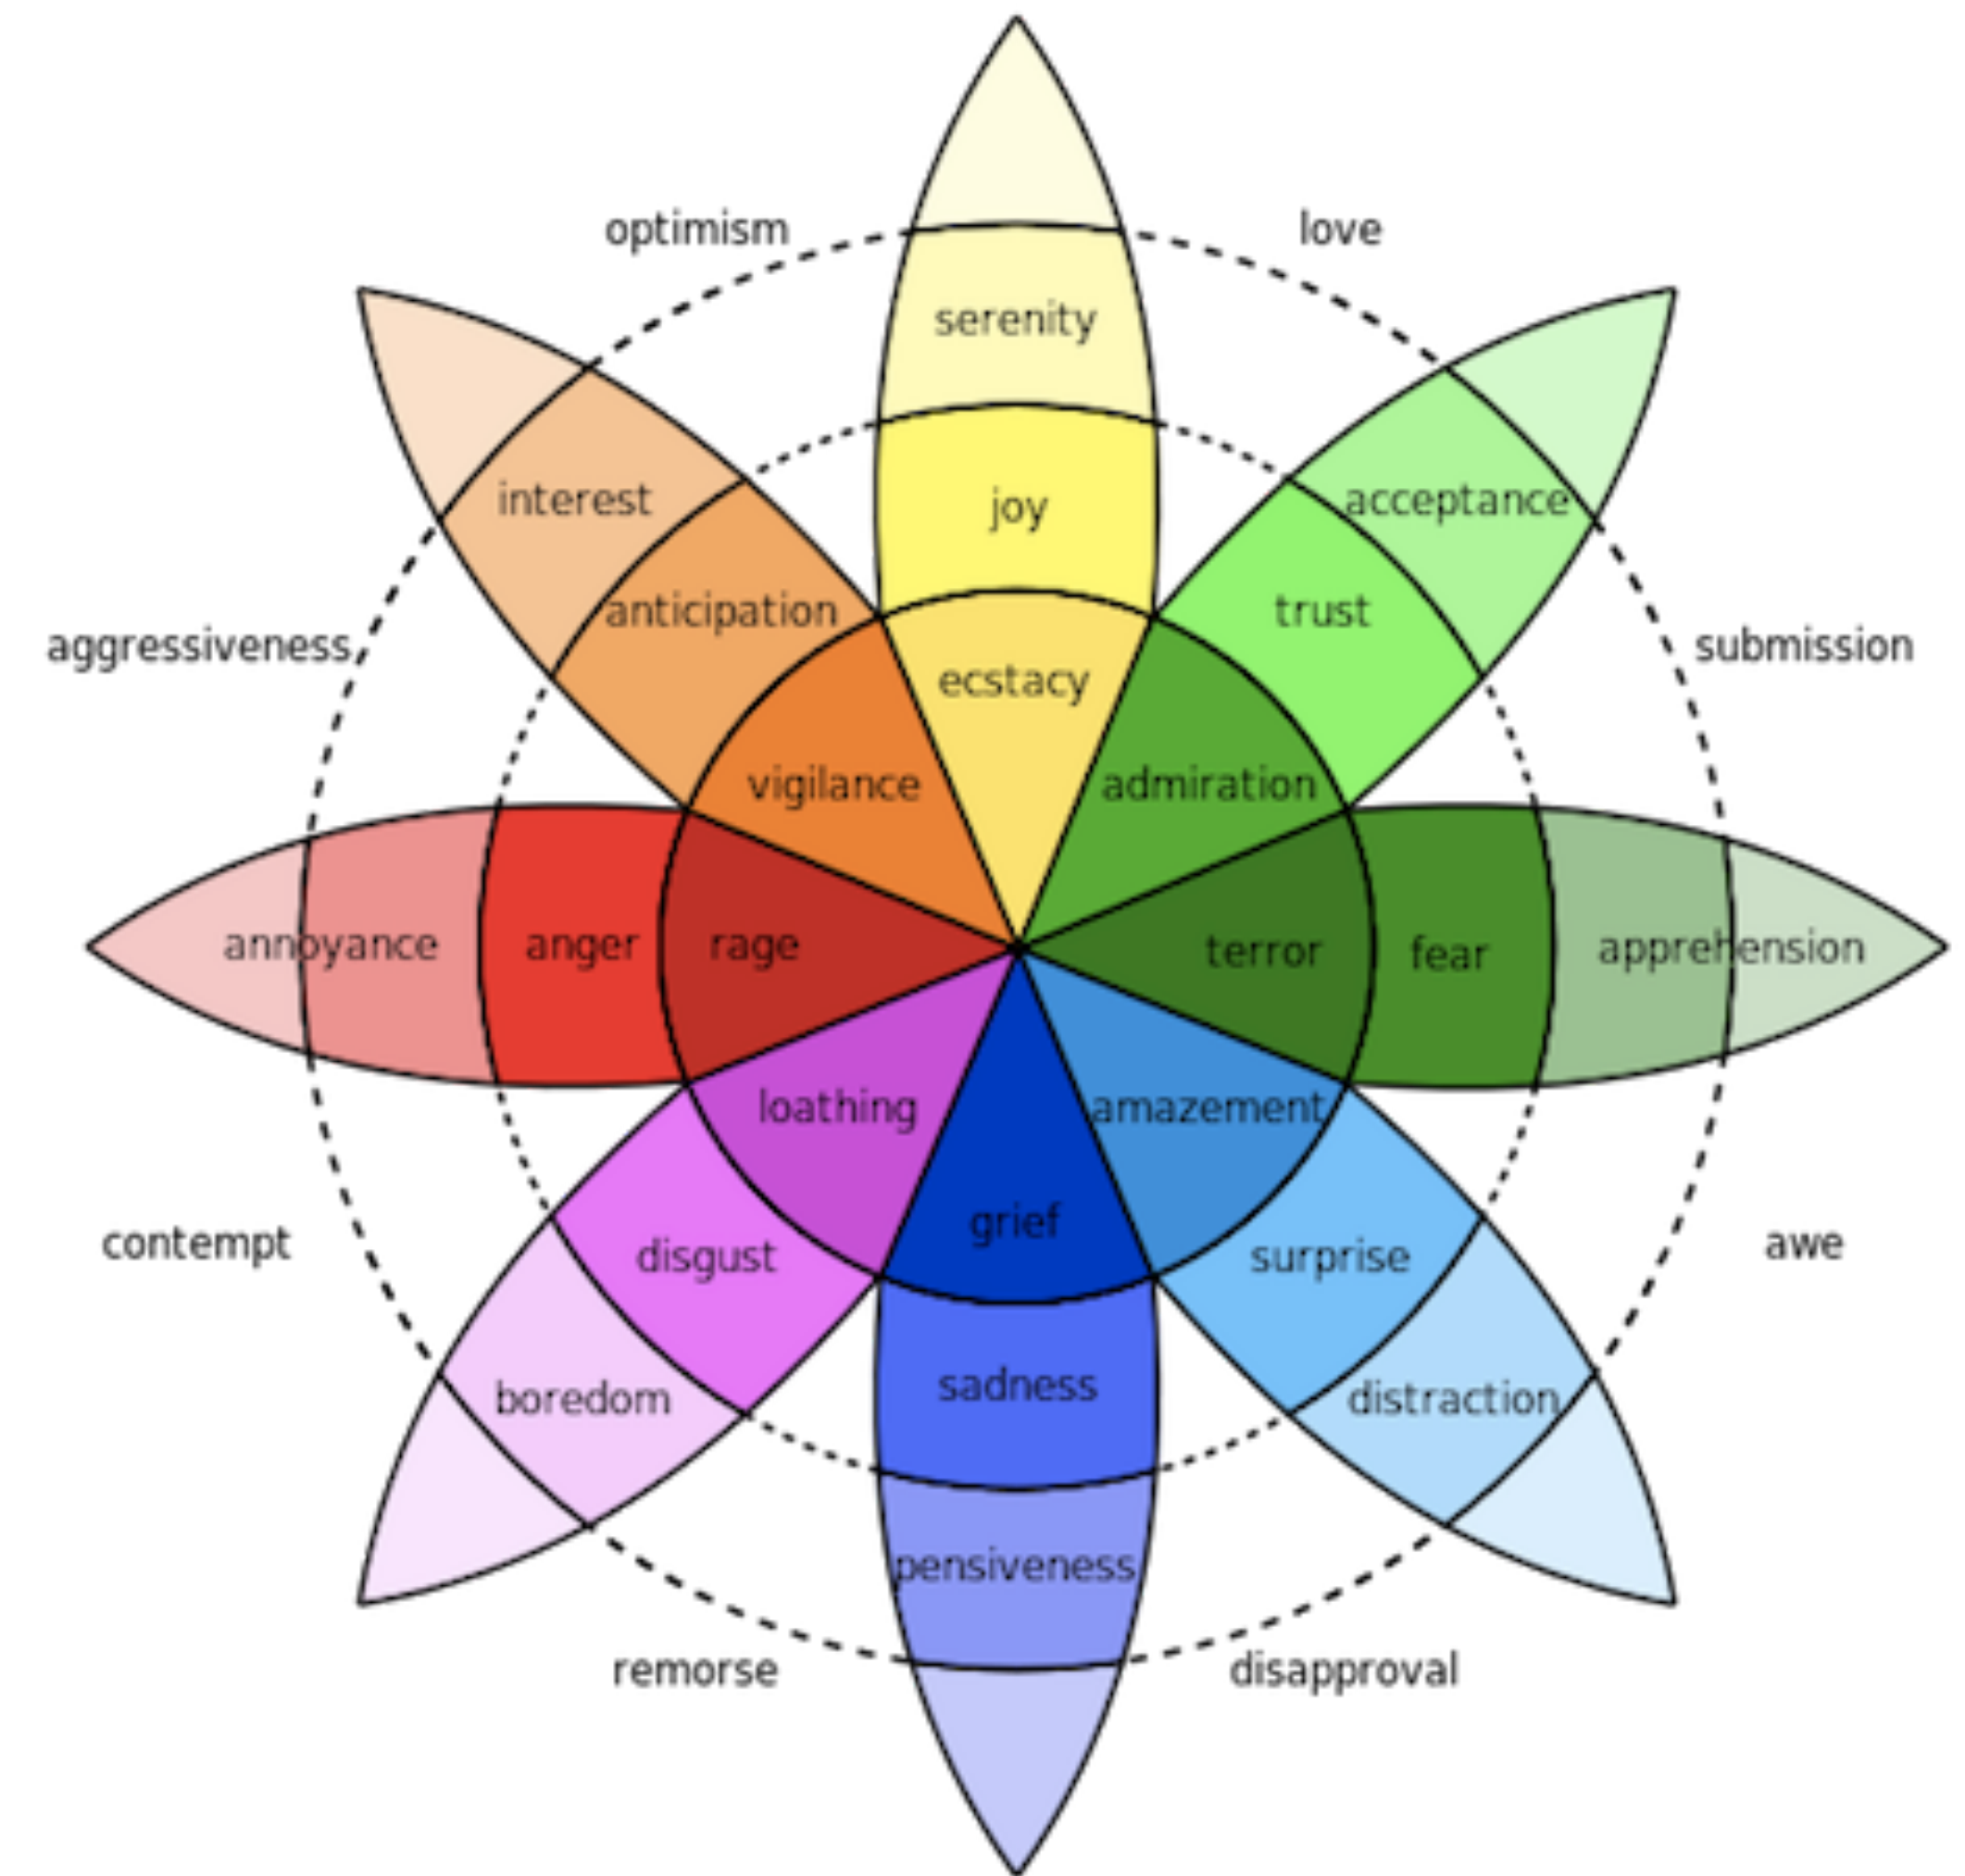 optimism
love
serenity
interest
acceptance
joy
anticipation
trust
aggressiveness
submission
ecstacy
vigilance
admiration
annoyance
anger
rage
terror
fear
apprehension
loathing
amazement
grief
contempt
awe
disgust
surprise
sadness
boredom
distraction
pensiveness
remorse
disapproval